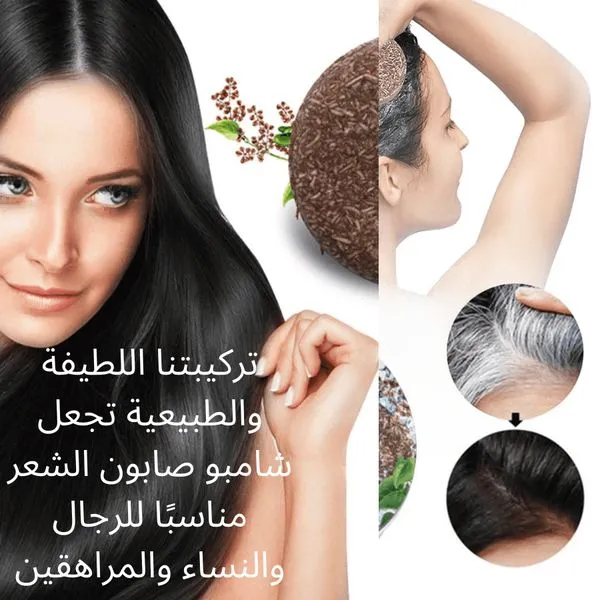 تركيبتنا اللطيفة
والطبيعية تجعل
شامبو صابون الشعر
مناسبًا للرجال
والنساء والمراهقين